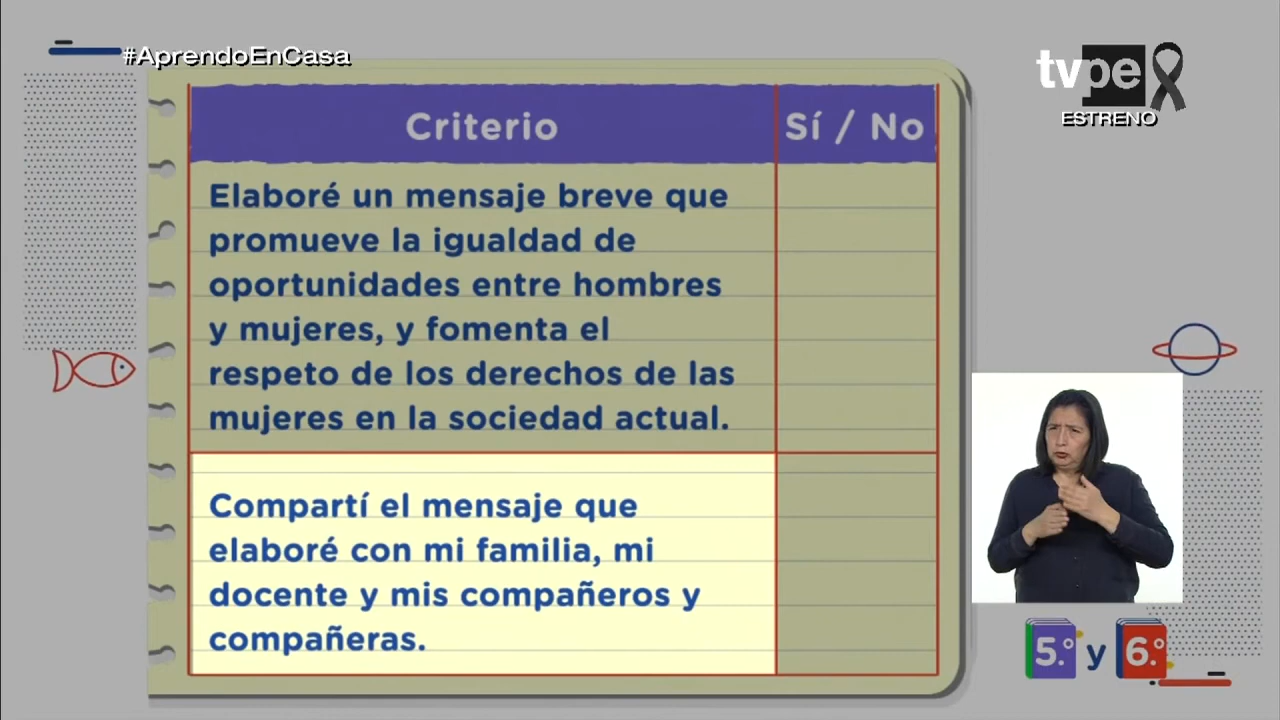 #AprendoEnCasa
tvpe
ESTRENO
Criterio
Sí / No
Elaboré un mensaje breve que
promueve la igualdad de
oportunidades entre hombres
y mujeres, y fomenta el
respeto de los derechos de las
mujeres en la sociedad actual.
Compartí el mensaje que
elaboré con mi familia, mi
docente y mis compañeros y
compañeras.
5.° y 6.°